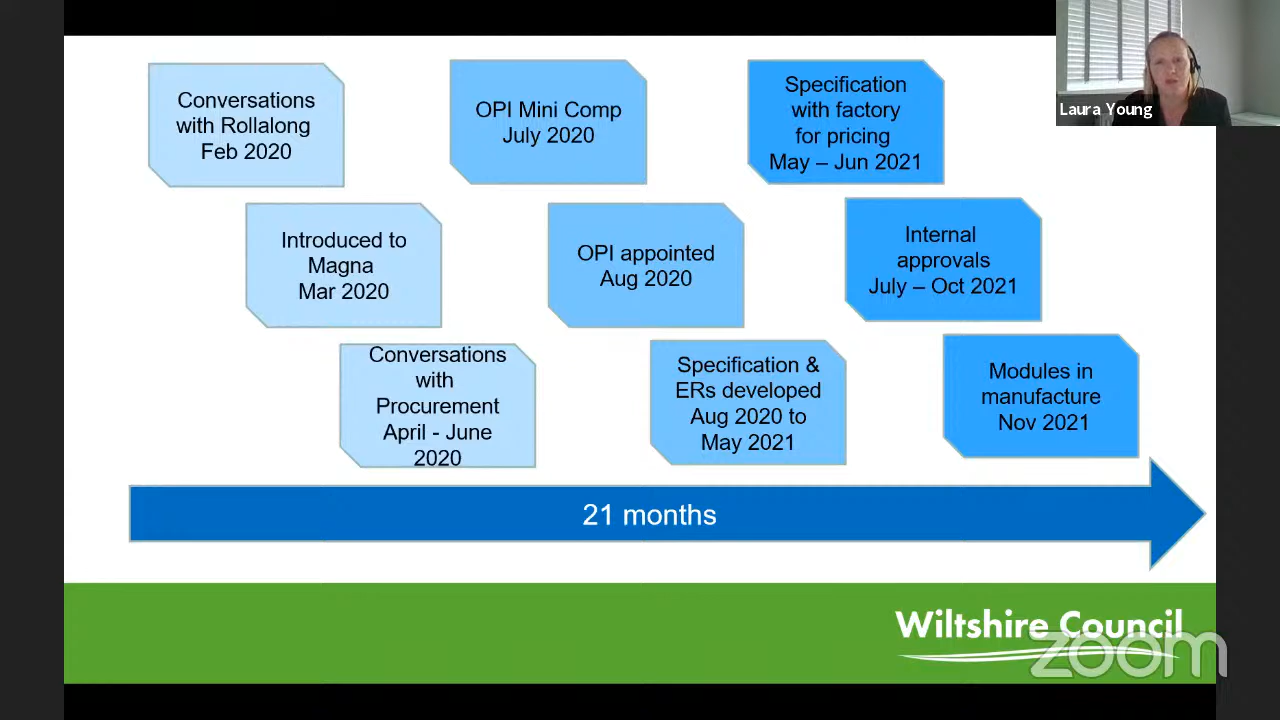 Conversations
with Rollalong
Feb 2020
OPI Mini Comp
July 2020
Specification
with factory
for pricing
May – Jun 2021
Laura Young
Introduced to
Magna
Mar 2020
OPI appointed
Aug 2020
Internal
approvals
July – Oct 2021
Conversations
with
Procurement
April - June
2020
Specification &
ERs developed
Aug 2020 to
May 2021
Modules in
manufacture
Nov 2021
21 months
Wiltshire Council
zoom